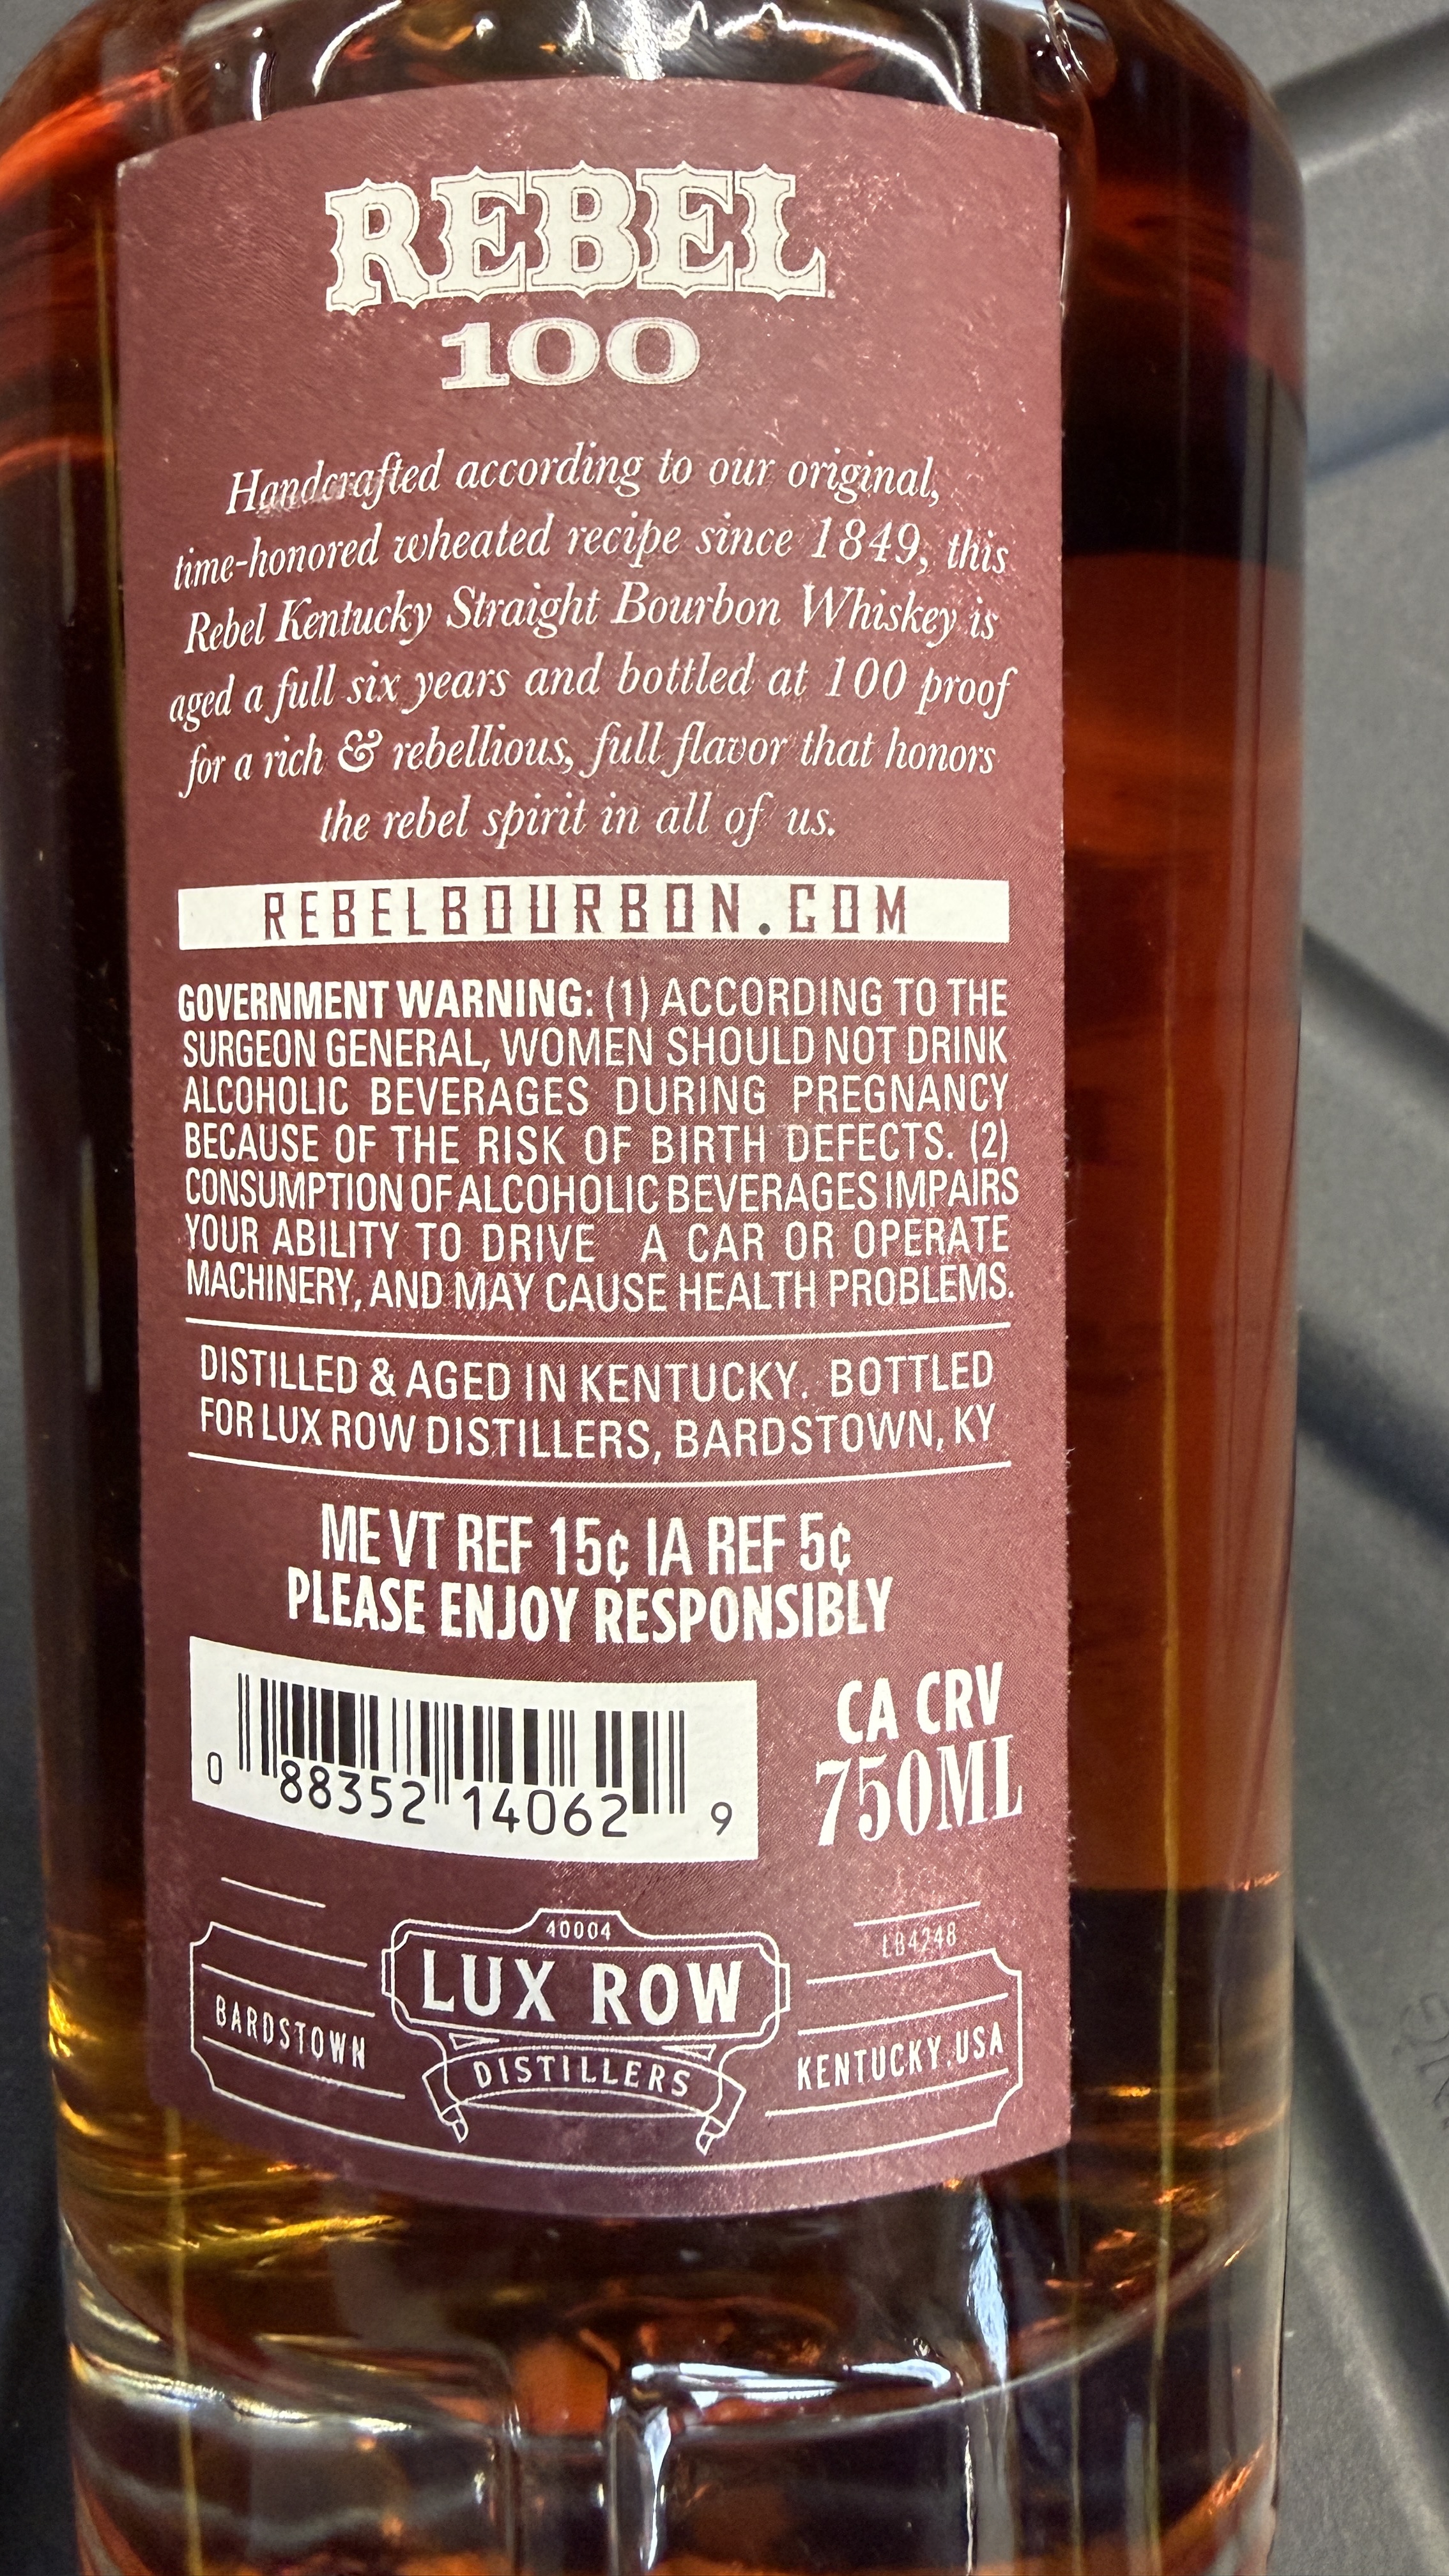 REBEL
100
Handcrafted according to our original,
time-honored wheated recipe since 1849, this
Rebel Kentucky Straight Bourbon Whiskey is
aged a full six years and bottled at 100 proof
for a rich & rebellious, full flavor that honors
the rebel spirit in all of us.
REBELBOURBON.COM
GOVERNMENT WARNING: (1) ACCORDING TO THE
SURGEON GENERAL, WOMEN SHOULD NOT DRINK
ALCOHOLIC BEVERAGES DURING PREGNANCY
BECAUSE OF THE RISK OF BIRTH DEFECTS. (2)
CONSUMPTION OF ALCOHOLIC BEVERAGES IMPAIRS
YOUR ABILITY TO DRIVE A CAR OR OPERATE
MACHINERY, AND MAY CAUSE HEALTH PROBLEMS.
DISTILLED & AGED IN KENTUCKY. BOTTLED
FOR LUX ROW DISTILLERS, BARDSTOWN, KY
ME VT REF 15¢ IA REF 5¢
PLEASE ENJOY RESPONSIBLY
CA CRV
750ML
0 88352 14062 9
40004
LB4248
LUX ROW
DISTILLERS
BARDSTOWN
KENTUCKY.USA